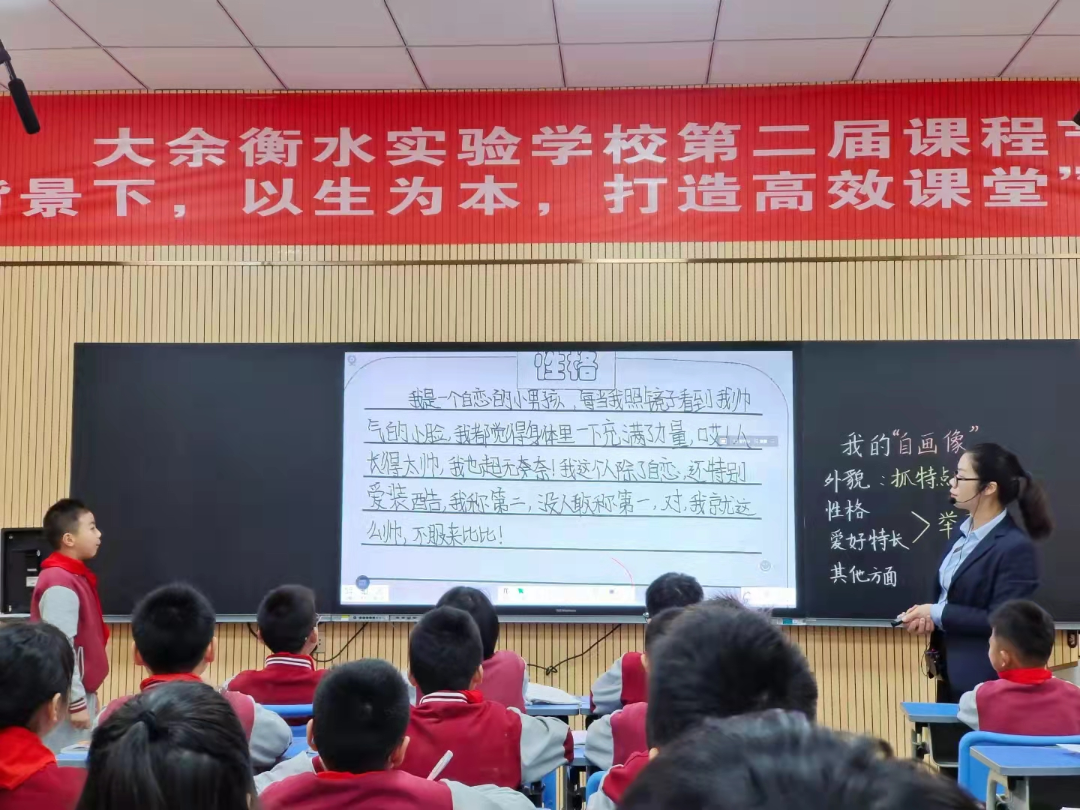 大余衡水实验学校第二届课程
背景下，以生为本，打造高效课堂”
性格
我是一个自恋的小男孩，每当我照镜子看到我帅
气的小脸，我都觉得身体里一下充满了力量，哎！人
长得太帅，我也超无奈奈！我这个人除了自恋，还特别
爱装酷，我称第二，没人敢称第一，对，我就这
么帅，不服来比比！
我的“自画像”
外貌：抓特点
性格
爱好特长 > 举
其他方面